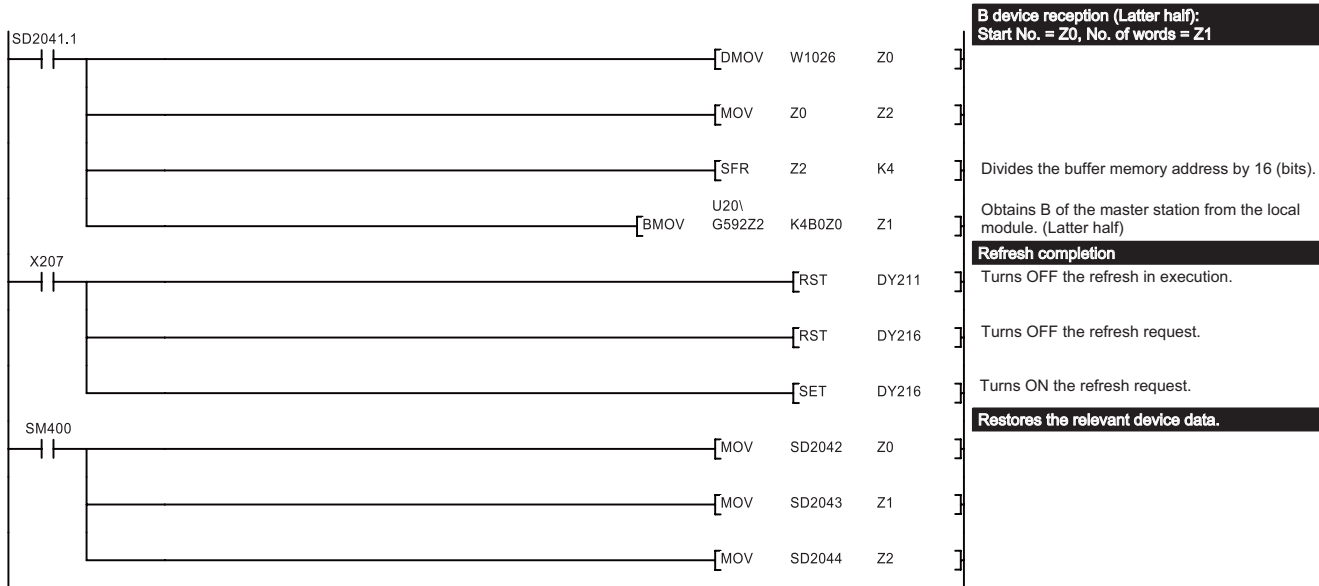 B device reception (Latter half):
Start No. = Z0, No. of words = Z1
SD2041.1
DMOV W1026 Z0
MOV Z0 Z2
SFR Z2 K4
Divides the buffer memory address by 16 (bits).
U20\
BMOV G592Z2 K4B0Z0 Z1
Obtains B of the master station from the local
module. (Latter half)
Refresh completion
X207
RST DY211
Turns OFF the refresh in execution.
RST DY216
Turns OFF the refresh request.
SET DY216
Turns ON the refresh request.
Restores the relevant device data.
SM400
MOV SD2042 Z0
MOV SD2043 Z1
MOV SD2044 Z2